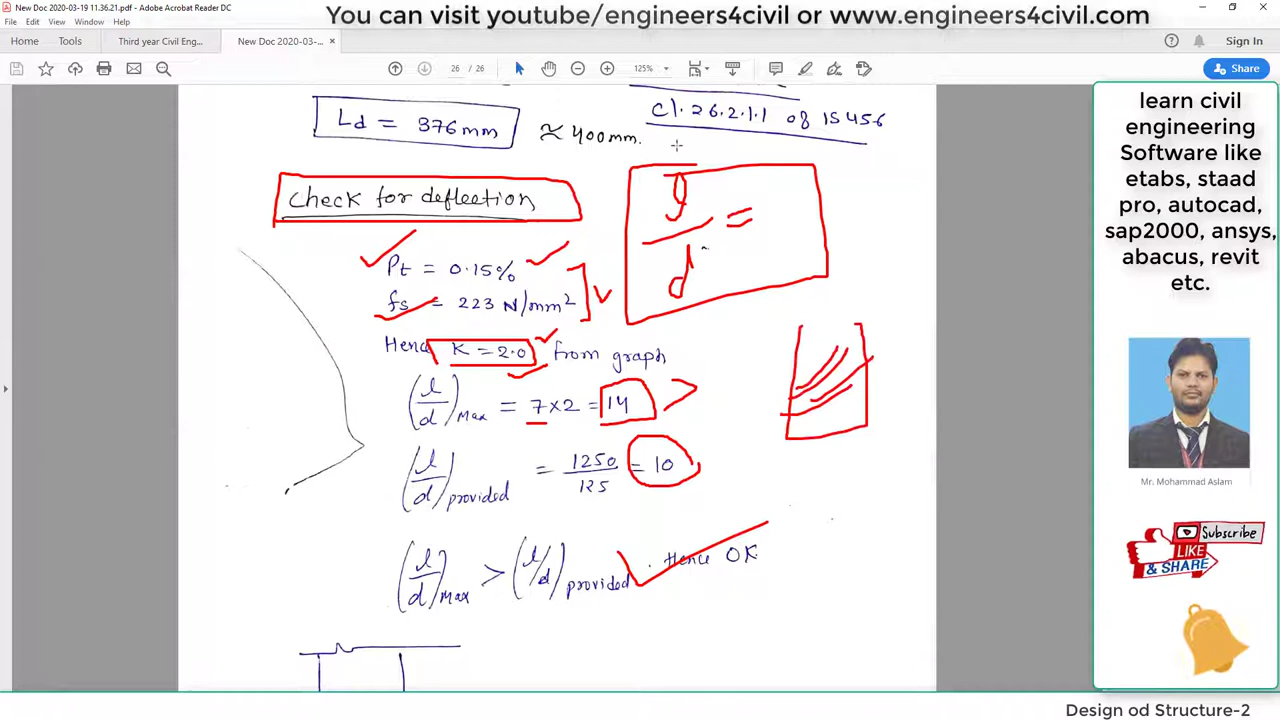 New Doc 2020-03-19 11.36.21.pdf - Adobe Acrobat Reader DC
You can visit youtube/engineers4civil or www.engineers4civil.com
File Edit View Window Help
Home Tools Third year Civil Eng... New Doc 2020-03-... × Sign In
26 / 26 125% Share
cl. 26.2.1.1 of IS 456
Ld = 376mm ≈ 400mm.
Check for deflection
Pt = 0.15%
fs = 223 N/mm²
Hence K = 2.0 from graph
(l/d)Max = 7×2 = 14 >
(l/d)provided = 1250/125 = 10
(l/d)Max > (l/d)provided . Hence OK
l/d =
learn civil
engineering
Software like
etabs, staad
pro, autocad,
sap2000, ansys,
abacus, revit
etc.
Mr. Mohammad Aslam
Subscribe
LIKE
& SHARE
Design od Structure-2